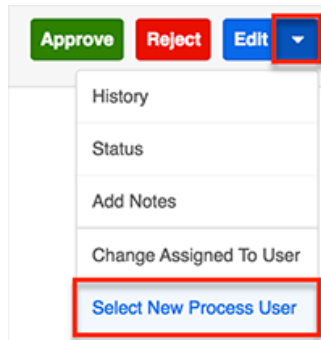 Approve Reject Edit
History
Status
Add Notes
Change Assigned To User
Select New Process User